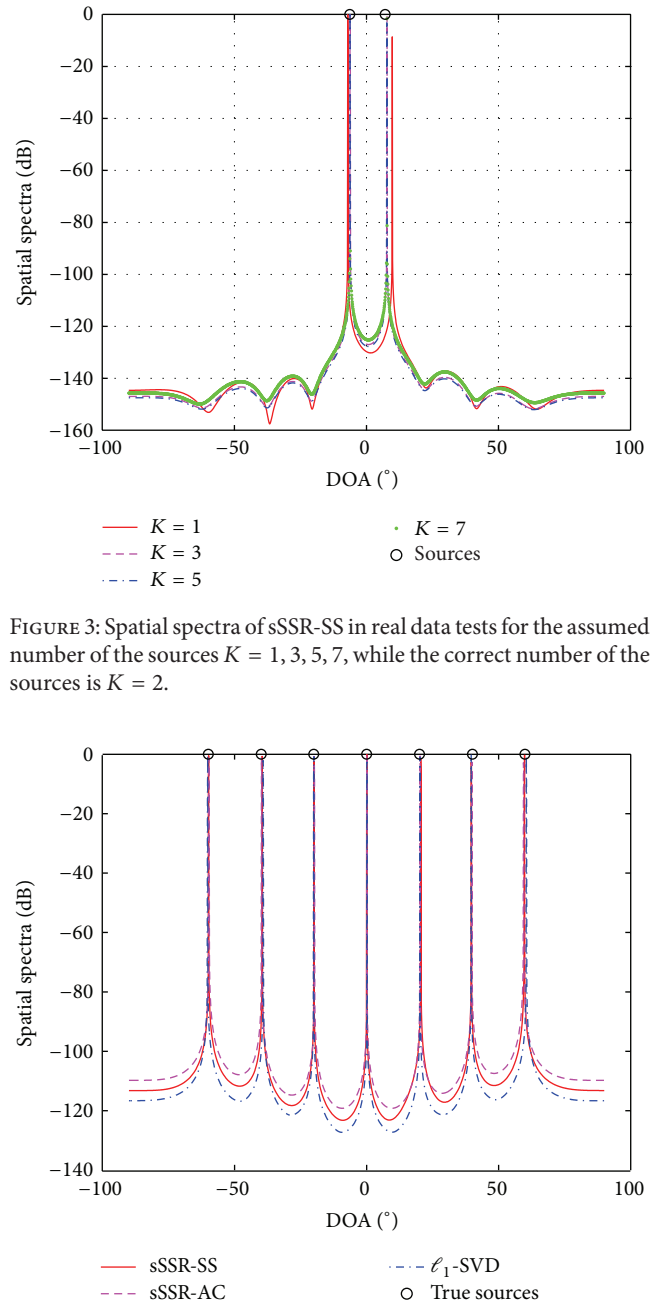 0
−20
−40
−60
−80
−100
−120
−140
−160
Spatial spectra (dB)
−100
−50
0
50
100
DOA (°)
K = 1
K = 3
K = 5
K = 7
Sources
Figure 3: Spatial spectra of sSSR-SS in real data tests for the assumed
number of the sources K = 1, 3, 5, 7, while the correct number of the
sources is K = 2.
0
−20
−40
−60
−80
−100
−120
−140
Spatial spectra (dB)
−100
−50
0
50
100
DOA (°)
sSSR-SS
sSSR-AC
ℓ1-SVD
True sources